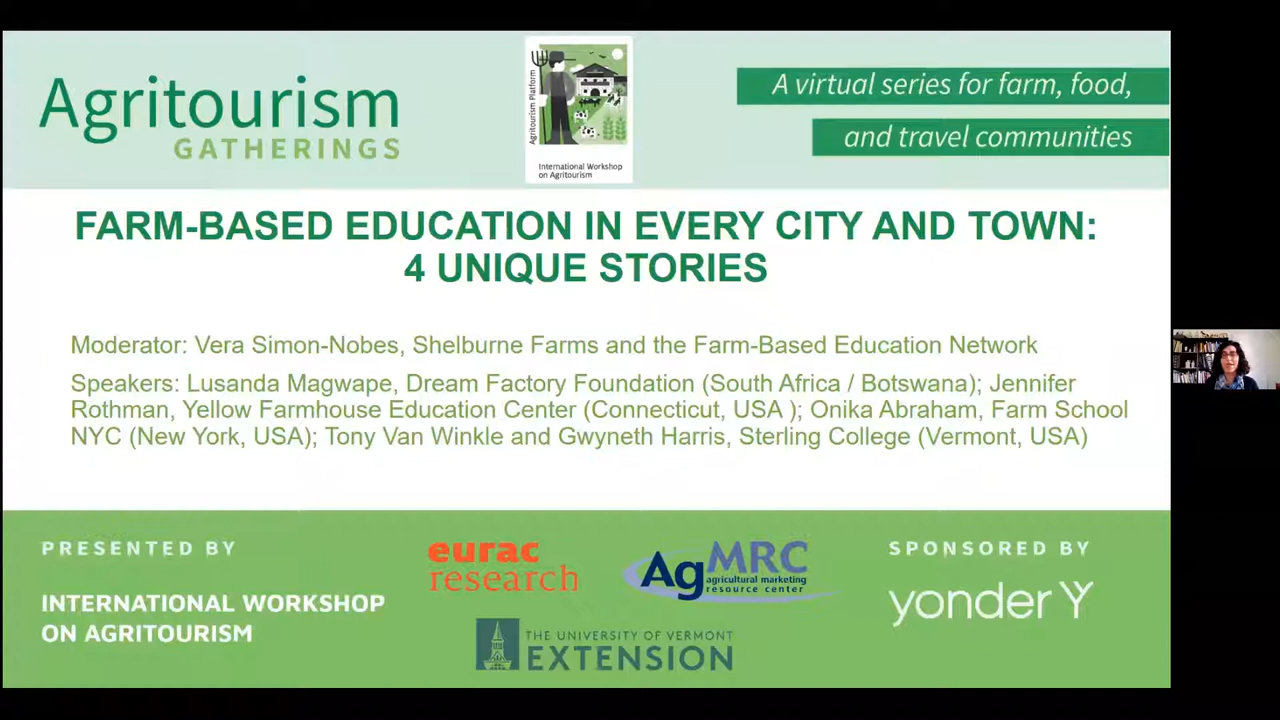 Agritourism
GATHERINGS
Agritourism Platform
International Workshop
on Agritourism
A virtual series for farm, food,
and travel communities
FARM-BASED EDUCATION IN EVERY CITY AND TOWN:
4 UNIQUE STORIES
Moderator: Vera Simon-Nobes, Shelburne Farms and the Farm-Based Education Network
Speakers: Lusanda Magwape, Dream Factory Foundation (South Africa / Botswana); Jennifer
Rothman, Yellow Farmhouse Education Center (Connecticut, USA ); Onika Abraham, Farm School
NYC (New York, USA); Tony Van Winkle and Gwyneth Harris, Sterling College (Vermont, USA)
PRESENTED BY
INTERNATIONAL WORKSHOP
ON AGRITOURISM
eurac
research
AgMRC
agricultural marketing
resource center
THE UNIVERSITY OF VERMONT
EXTENSION
SPONSORED BY
yonder Y